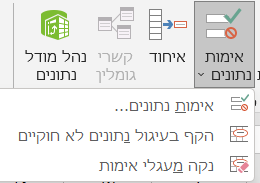 אימות
נתונים
איחוד
קשרי
גומלין
נהל מודל
נתונים
אימות נתונים...
הקף בעיגול נתונים לא חוקיים
נקה מעגלי אימות